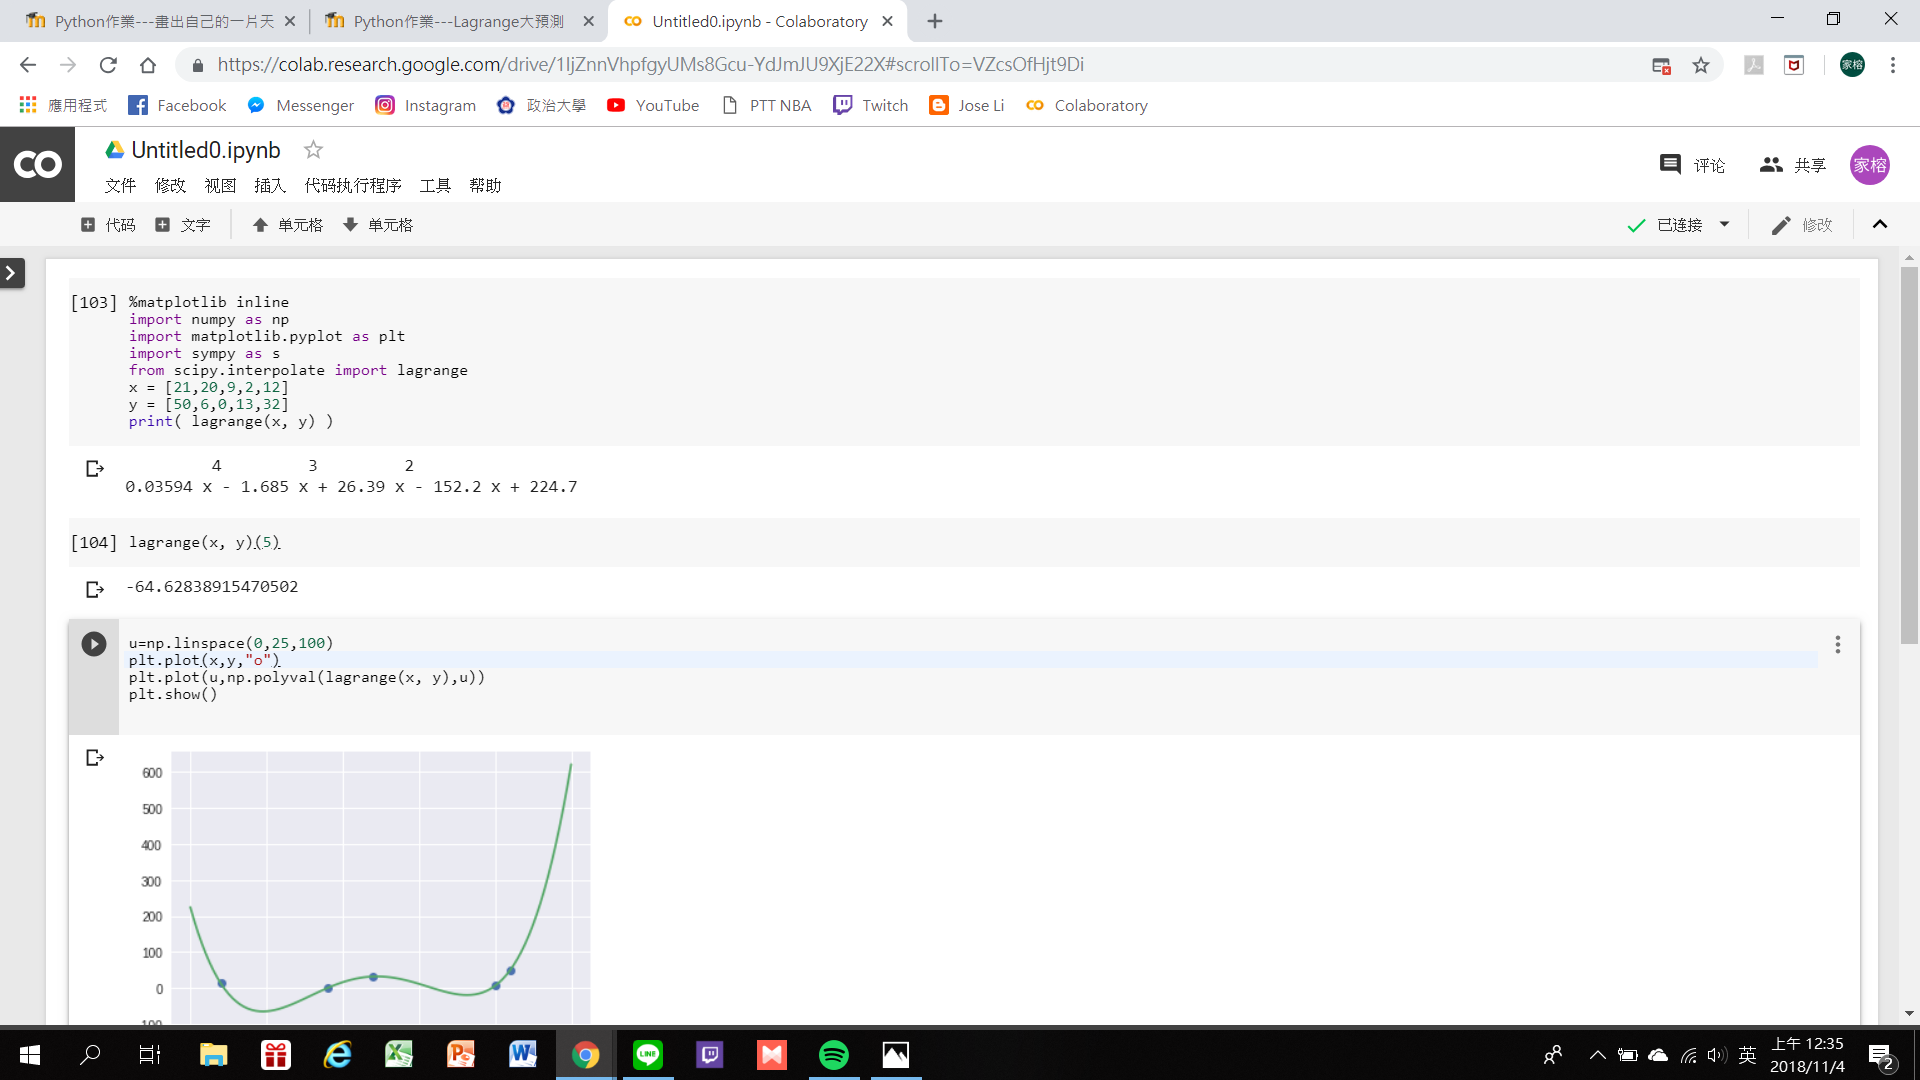 Python作業---畫出自己的一片天
Python作業---Lagrange大預測
Untitled0.ipynb - Colaboratory
https://colab.research.google.com/drive/1IjZnnVhpfgyUMs8Gcu-YdJmJU9XjE22X#scrollTo=VZcsOfHjt9Di
家榕
應用程式 Facebook Messenger Instagram 政治大學 YouTube PTT NBA Twitch Jose Li Colaboratory
CO
Untitled0.ipynb
评论 共享 家榕
文件 修改 视图 插入 代码执行程序 工具 帮助
代码 文字 单元格 单元格 已连接 修改
[103] %matplotlib inline
import numpy as np
import matplotlib.pyplot as plt
import sympy as s
from scipy.interpolate import lagrange
x = [21,20,9,2,12]
y = [50,6,0,13,32]
print( lagrange(x, y) )
4 3 2
0.03594 x - 1.685 x + 26.39 x - 152.2 x + 224.7
[104] lagrange(x, y)(5)
-64.62838915470502
u=np.linspace(0,25,100)
plt.plot(x,y,"o")
plt.plot(u,np.polyval(lagrange(x, y),u))
plt.show()
600
500
400
300
200
100
0
100
LINE
英
上午 12:35
2018/11/4
2